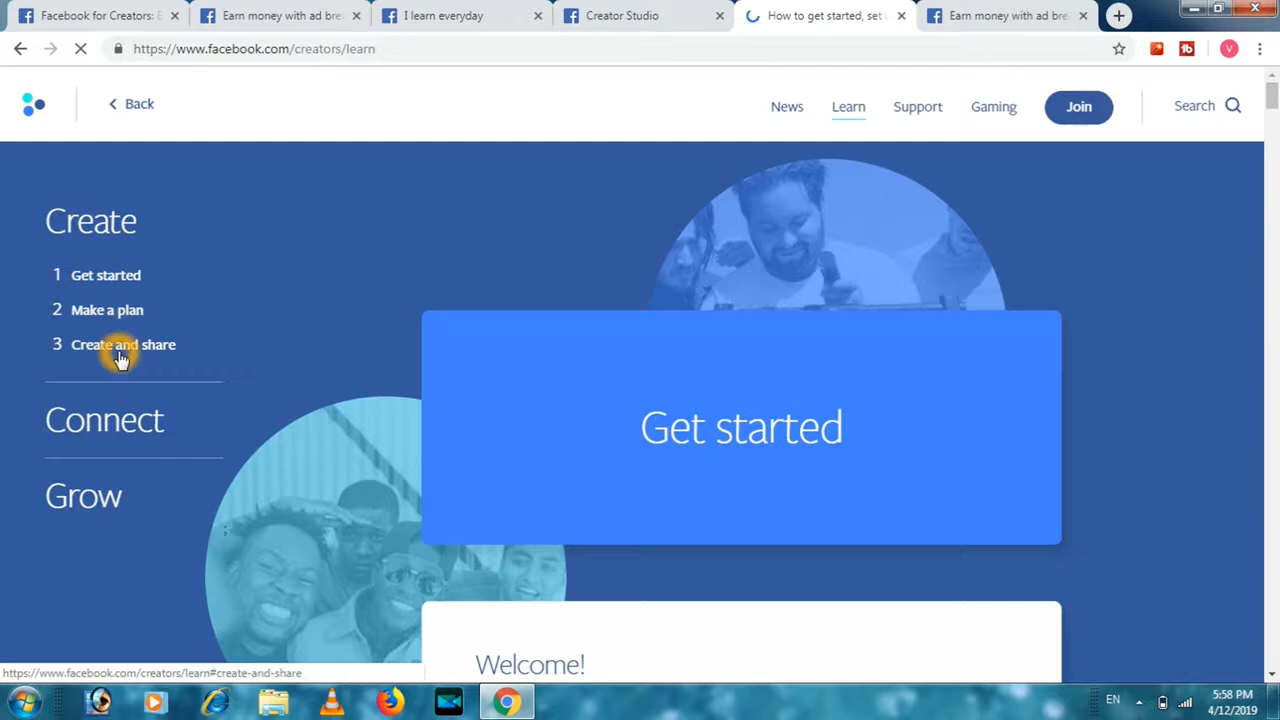 Facebook for Creators: E
Earn money with ad bre
I learn everyday
Creator Studio
How to get started, set
Earn money with ad bre
https://www.facebook.com/creators/learn
V
Back
News
Learn
Support
Gaming
Join
Search
Create
1 Get started
2 Make a plan
3 Create and share
Connect
Grow
Get started
Welcome!
https://www.facebook.com/creators/learn#create-and-share
EN
5:58 PM
4/12/2019